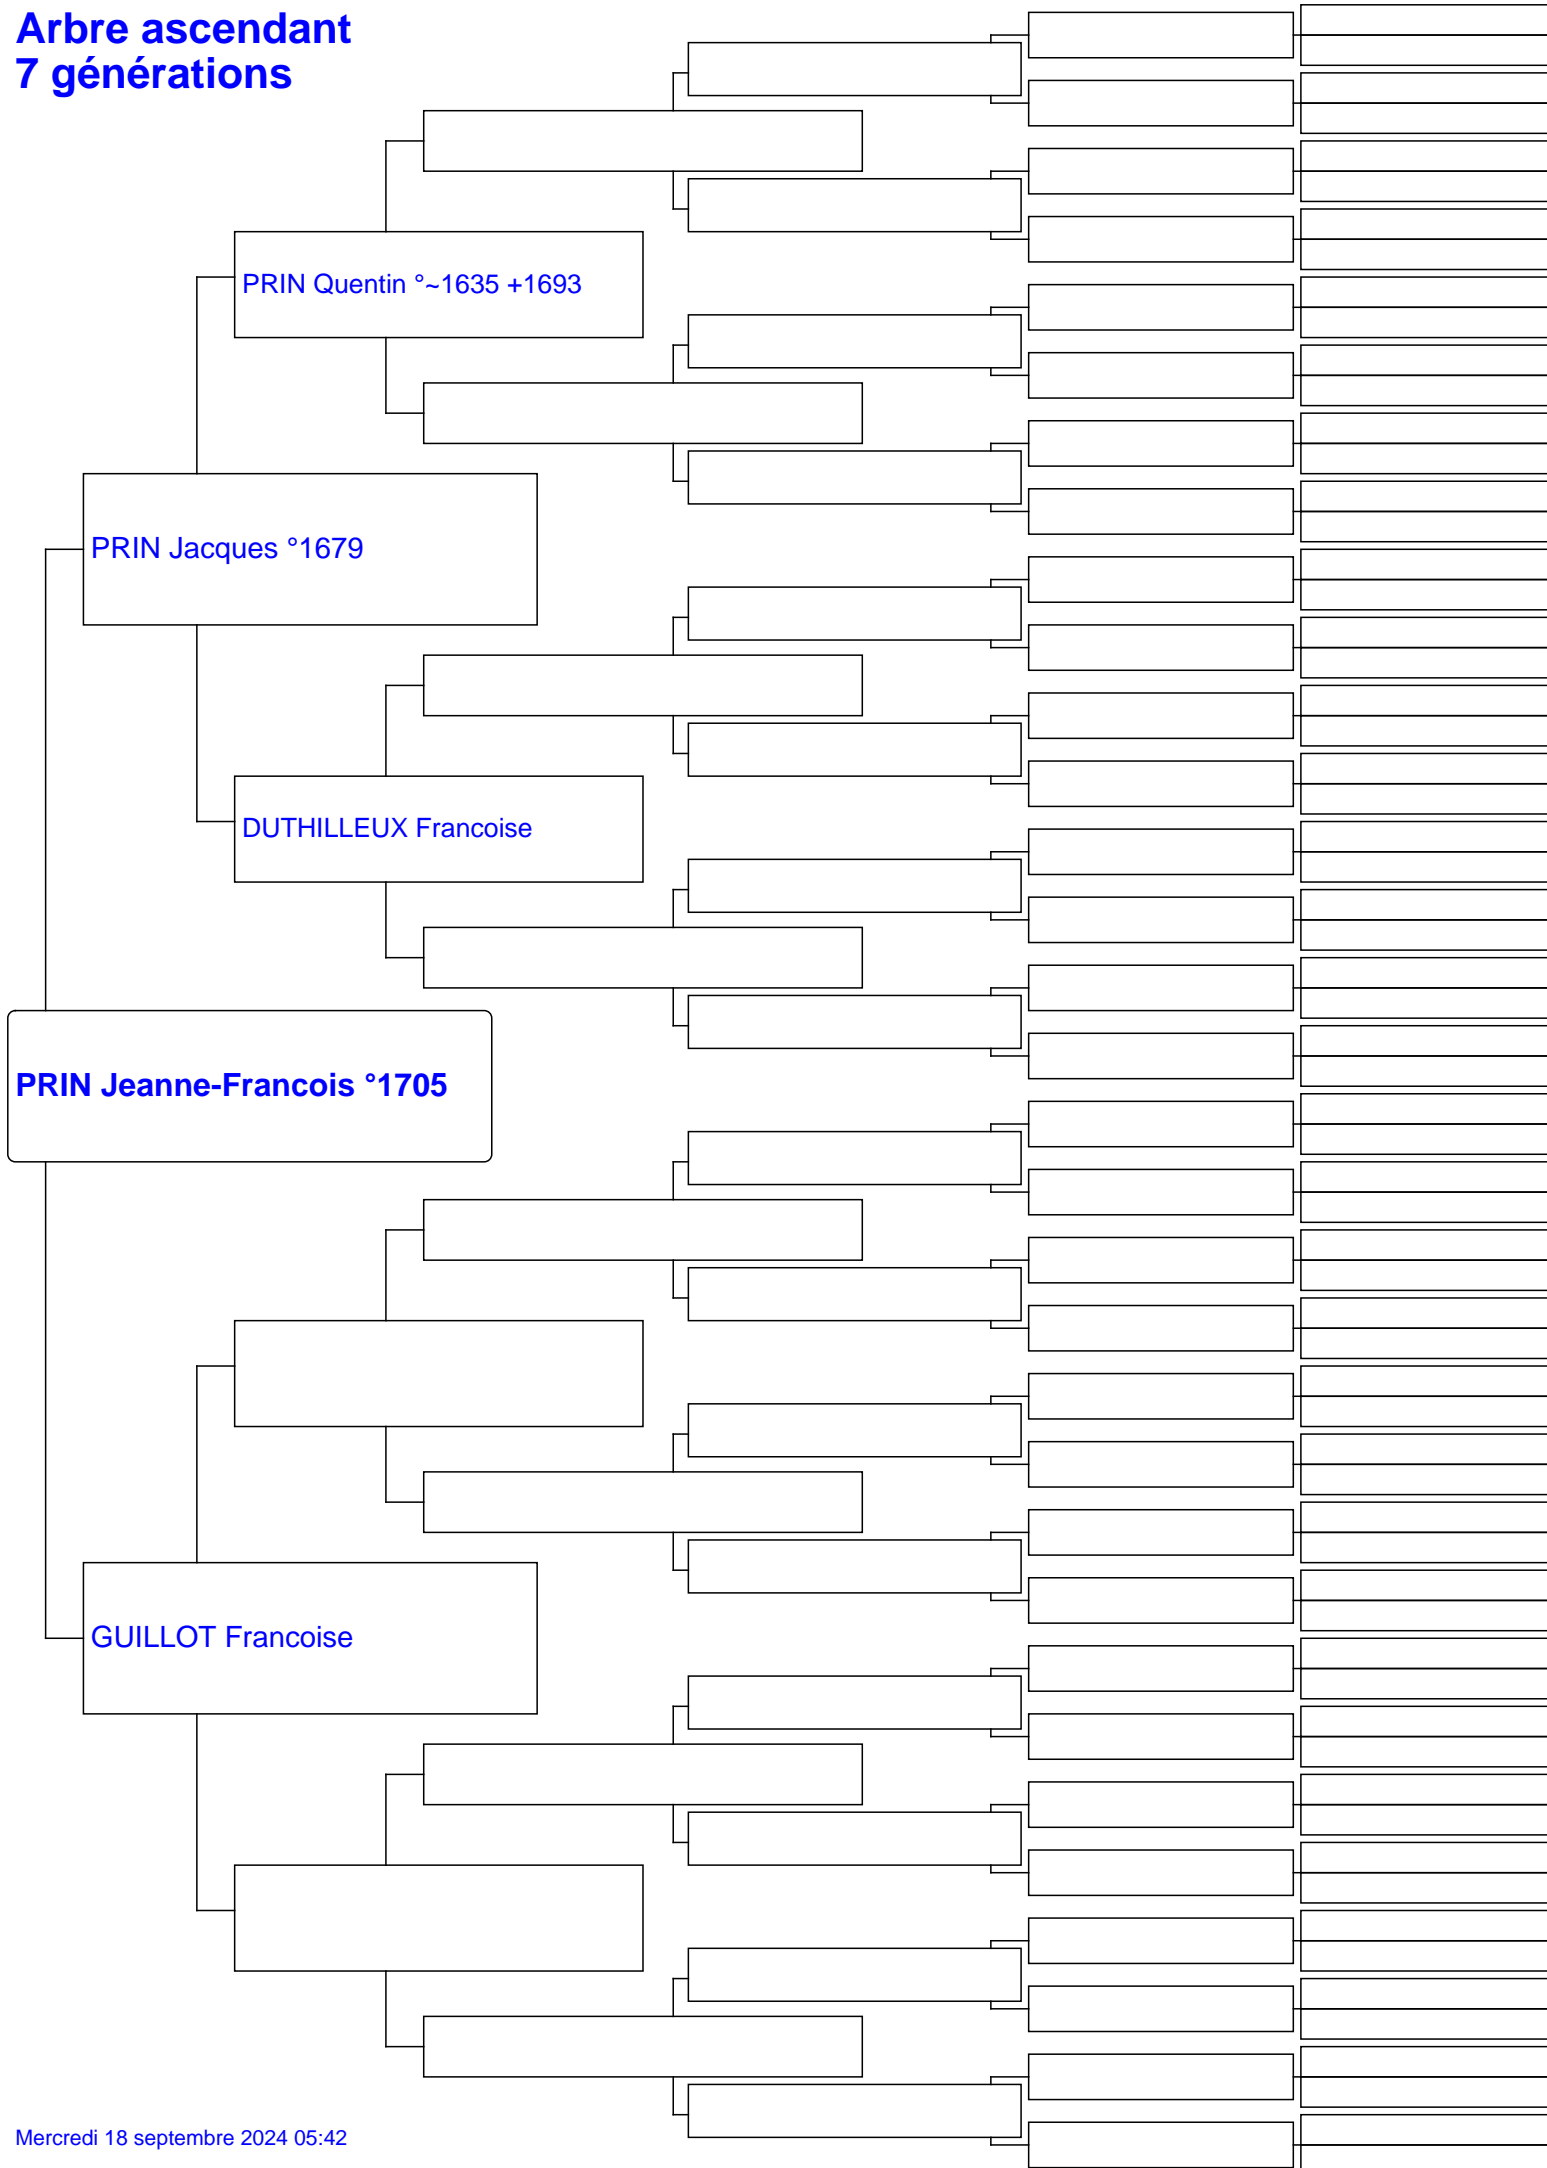 Arbre ascendant
7 générations
PRIN Quentin °~1635 +1693
PRIN Jacques °1679
DUTHILLEUX Francoise
PRIN Jeanne-Francois °1705
GUILLOT Francoise
Mercredi 18 septembre 2024 05:42